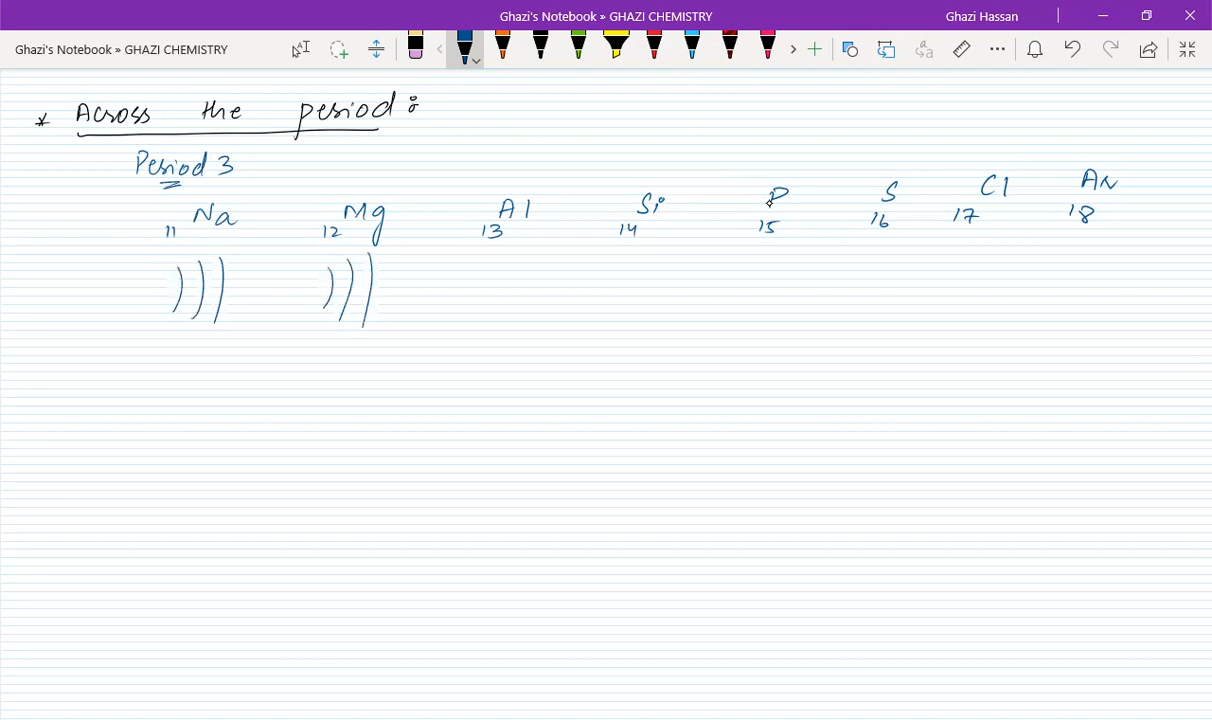 Ghazi's Notebook » GHAZI CHEMISTRY
Ghazi Hassan
Ghazi's Notebook » GHAZI CHEMISTRY
* Across the period:
Period 3
11 Na 12 Mg 13 Al 14 Si 15 P 16 S 17 Cl 18 Ar